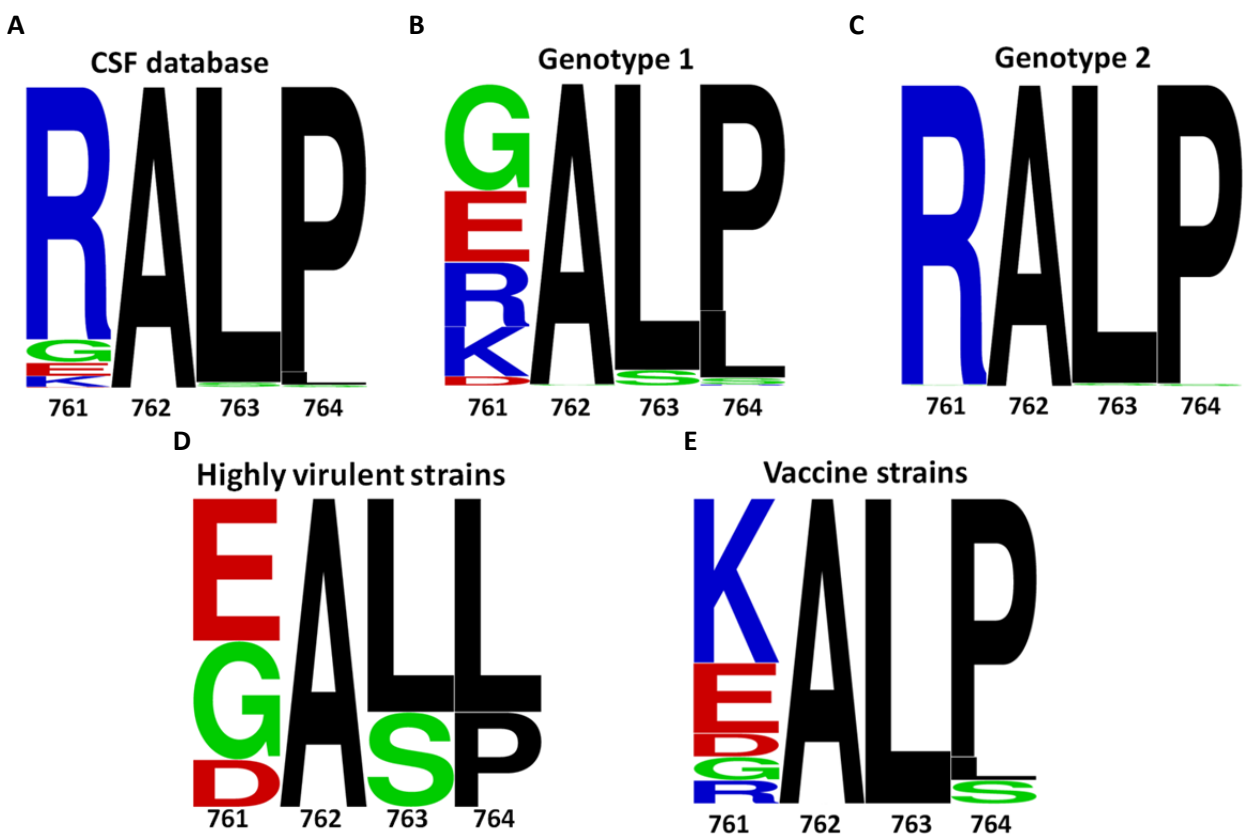 A
CSF database
R A L P
G
E
K
L
761 762 763 764
B
Genotype 1
G A L P
E
R
K L
D S
761 762 763 764
C
Genotype 2
R A L P
761 762 763 764
D
Highly virulent strains
E A L L
G
D S P
761 762 763 764
E
Vaccine strains
K A L P
E
D L
G
R S
761 762 763 764